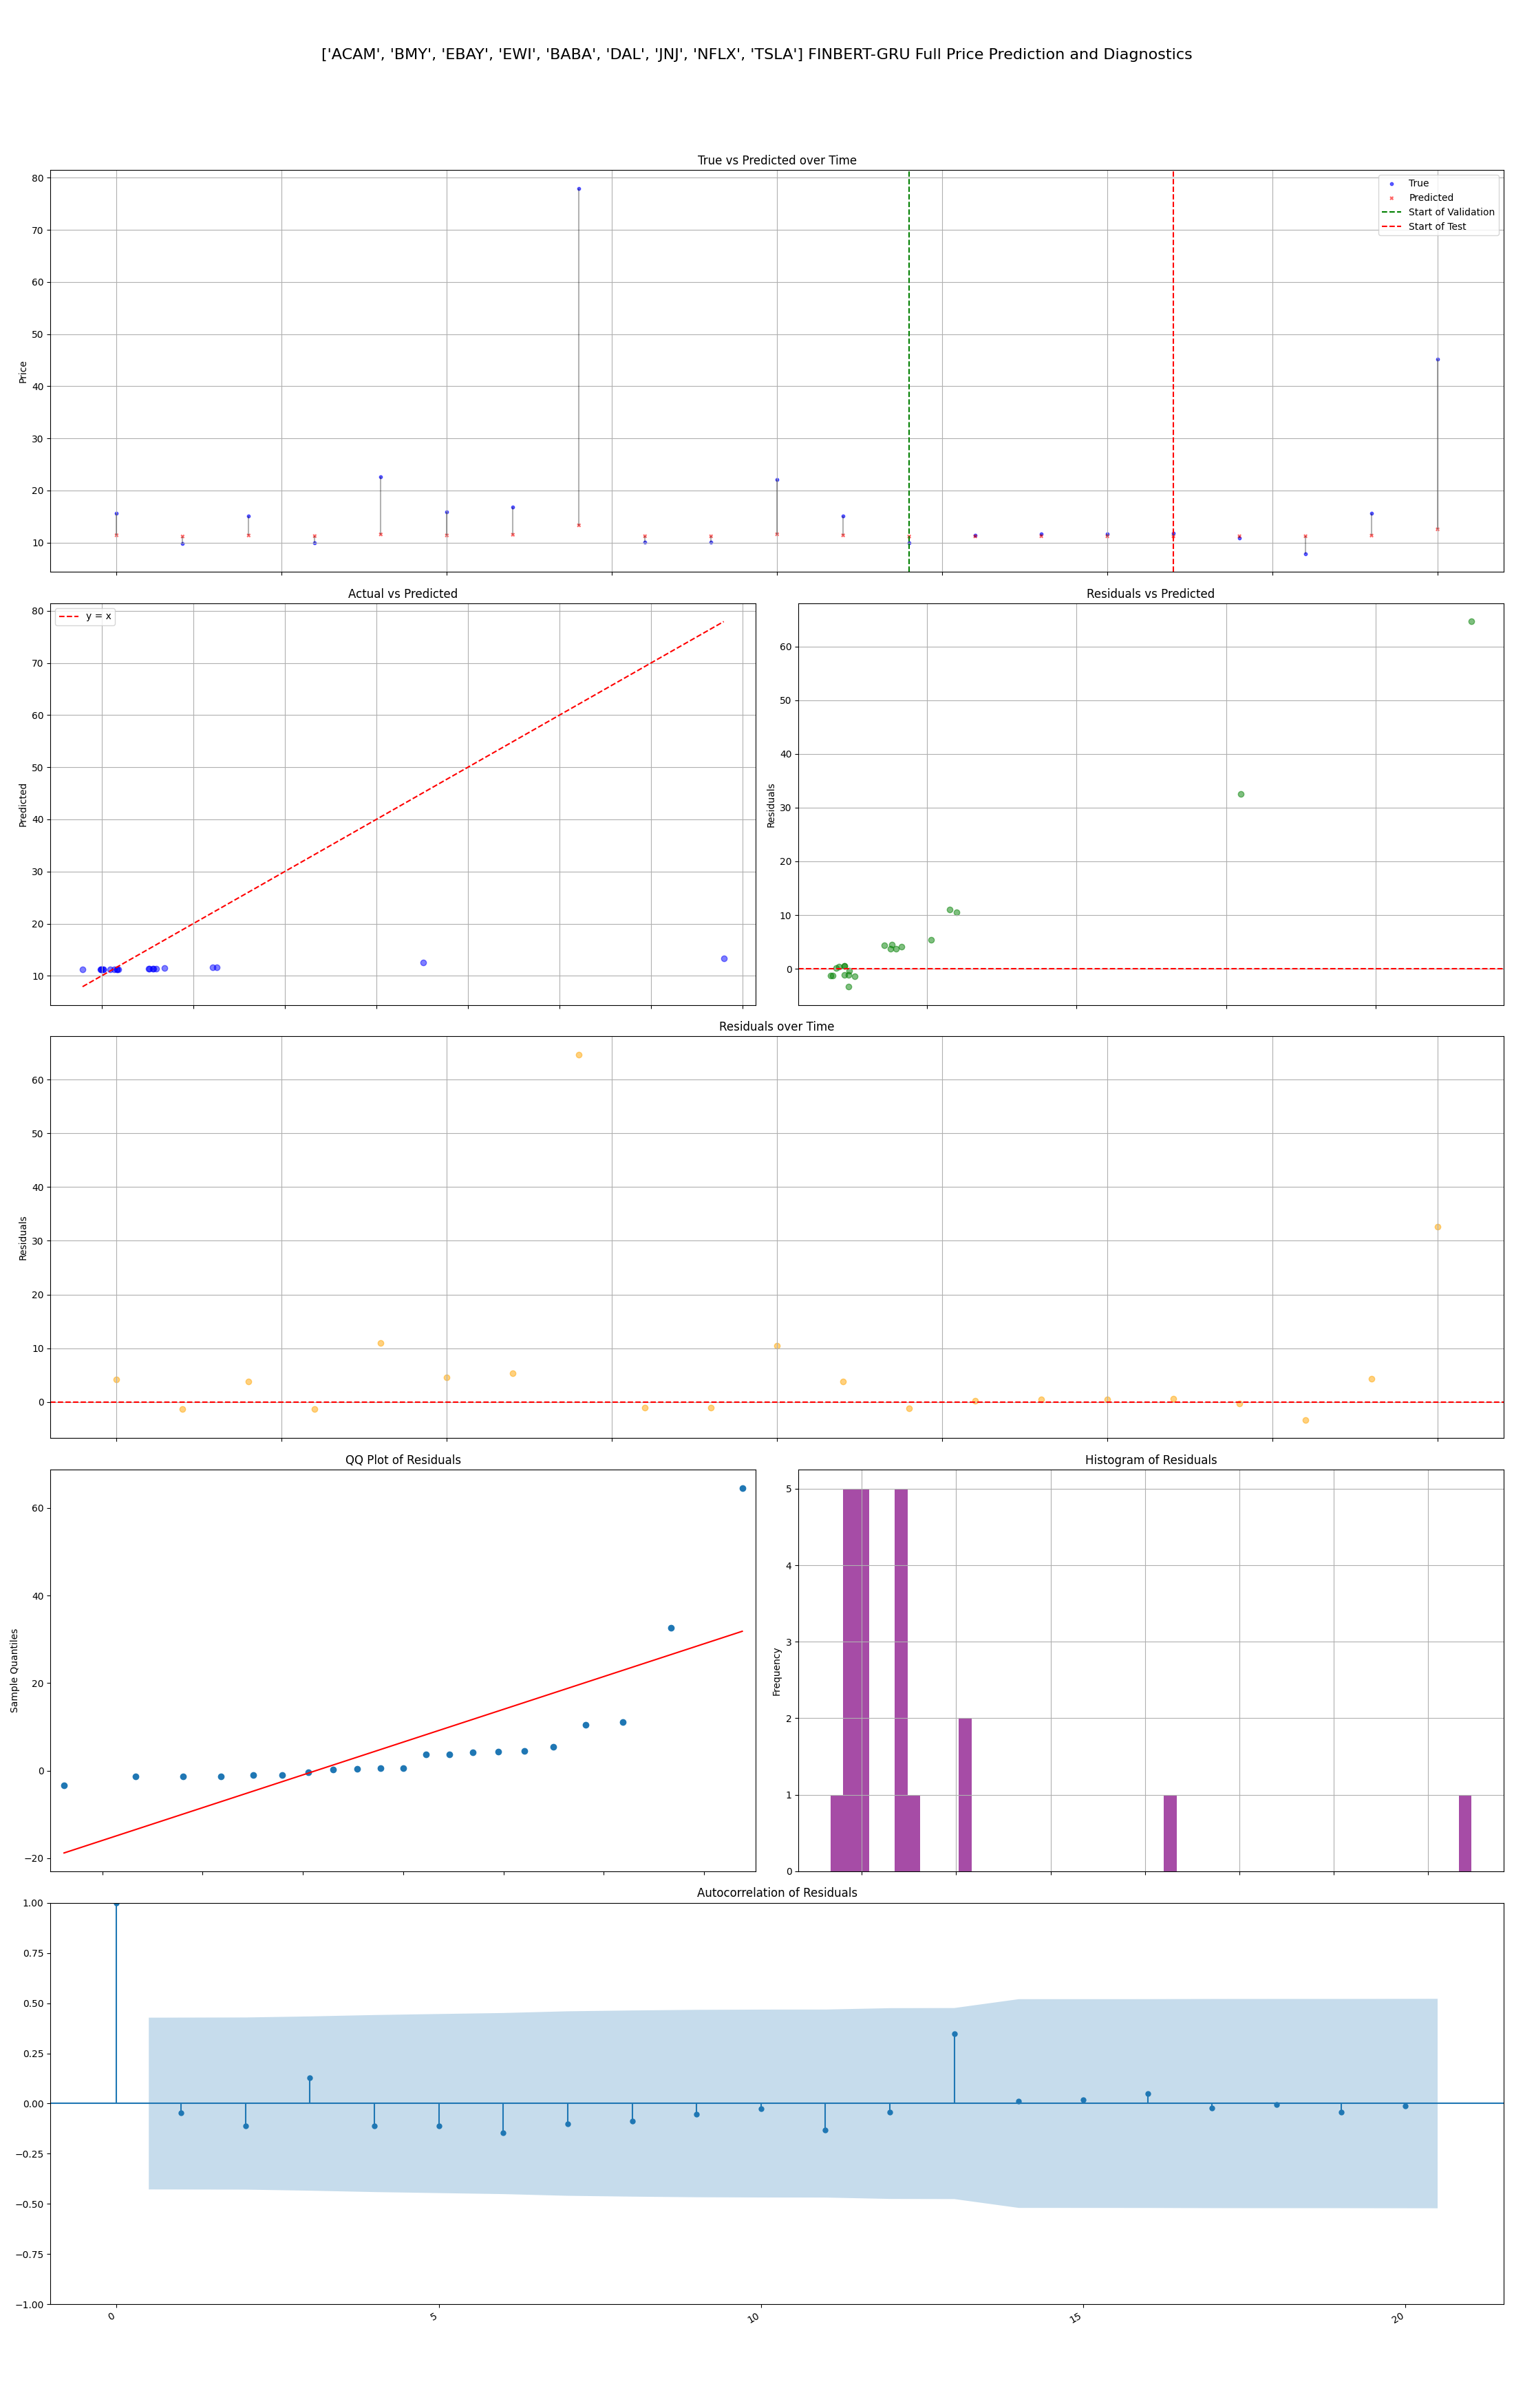 ['ACAM', 'BMY', 'EBAY', 'EWI', 'BABA', 'DAL', 'JNJ', 'NFLX', 'TSLA'] FINBERT-GRU Full Price Prediction and Diagnostics
True vs Predicted over Time
80
70
60
50
40
30
20
10
Price
True
Predicted
Start of Validation
Start of Test
Actual vs Predicted
80
70
60
50
40
30
20
10
Predicted
y = x
Residuals vs Predicted
60
50
40
30
20
10
0
Residuals
Residuals over Time
60
50
40
30
20
10
0
Residuals
QQ Plot of Residuals
60
40
20
0
−20
Sample Quantiles
Histogram of Residuals
5
4
3
2
1
0
Frequency
Autocorrelation of Residuals
1.00
0.75
0.50
0.25
0.00
−0.25
−0.50
−0.75
−1.00
0
5
10
15
20